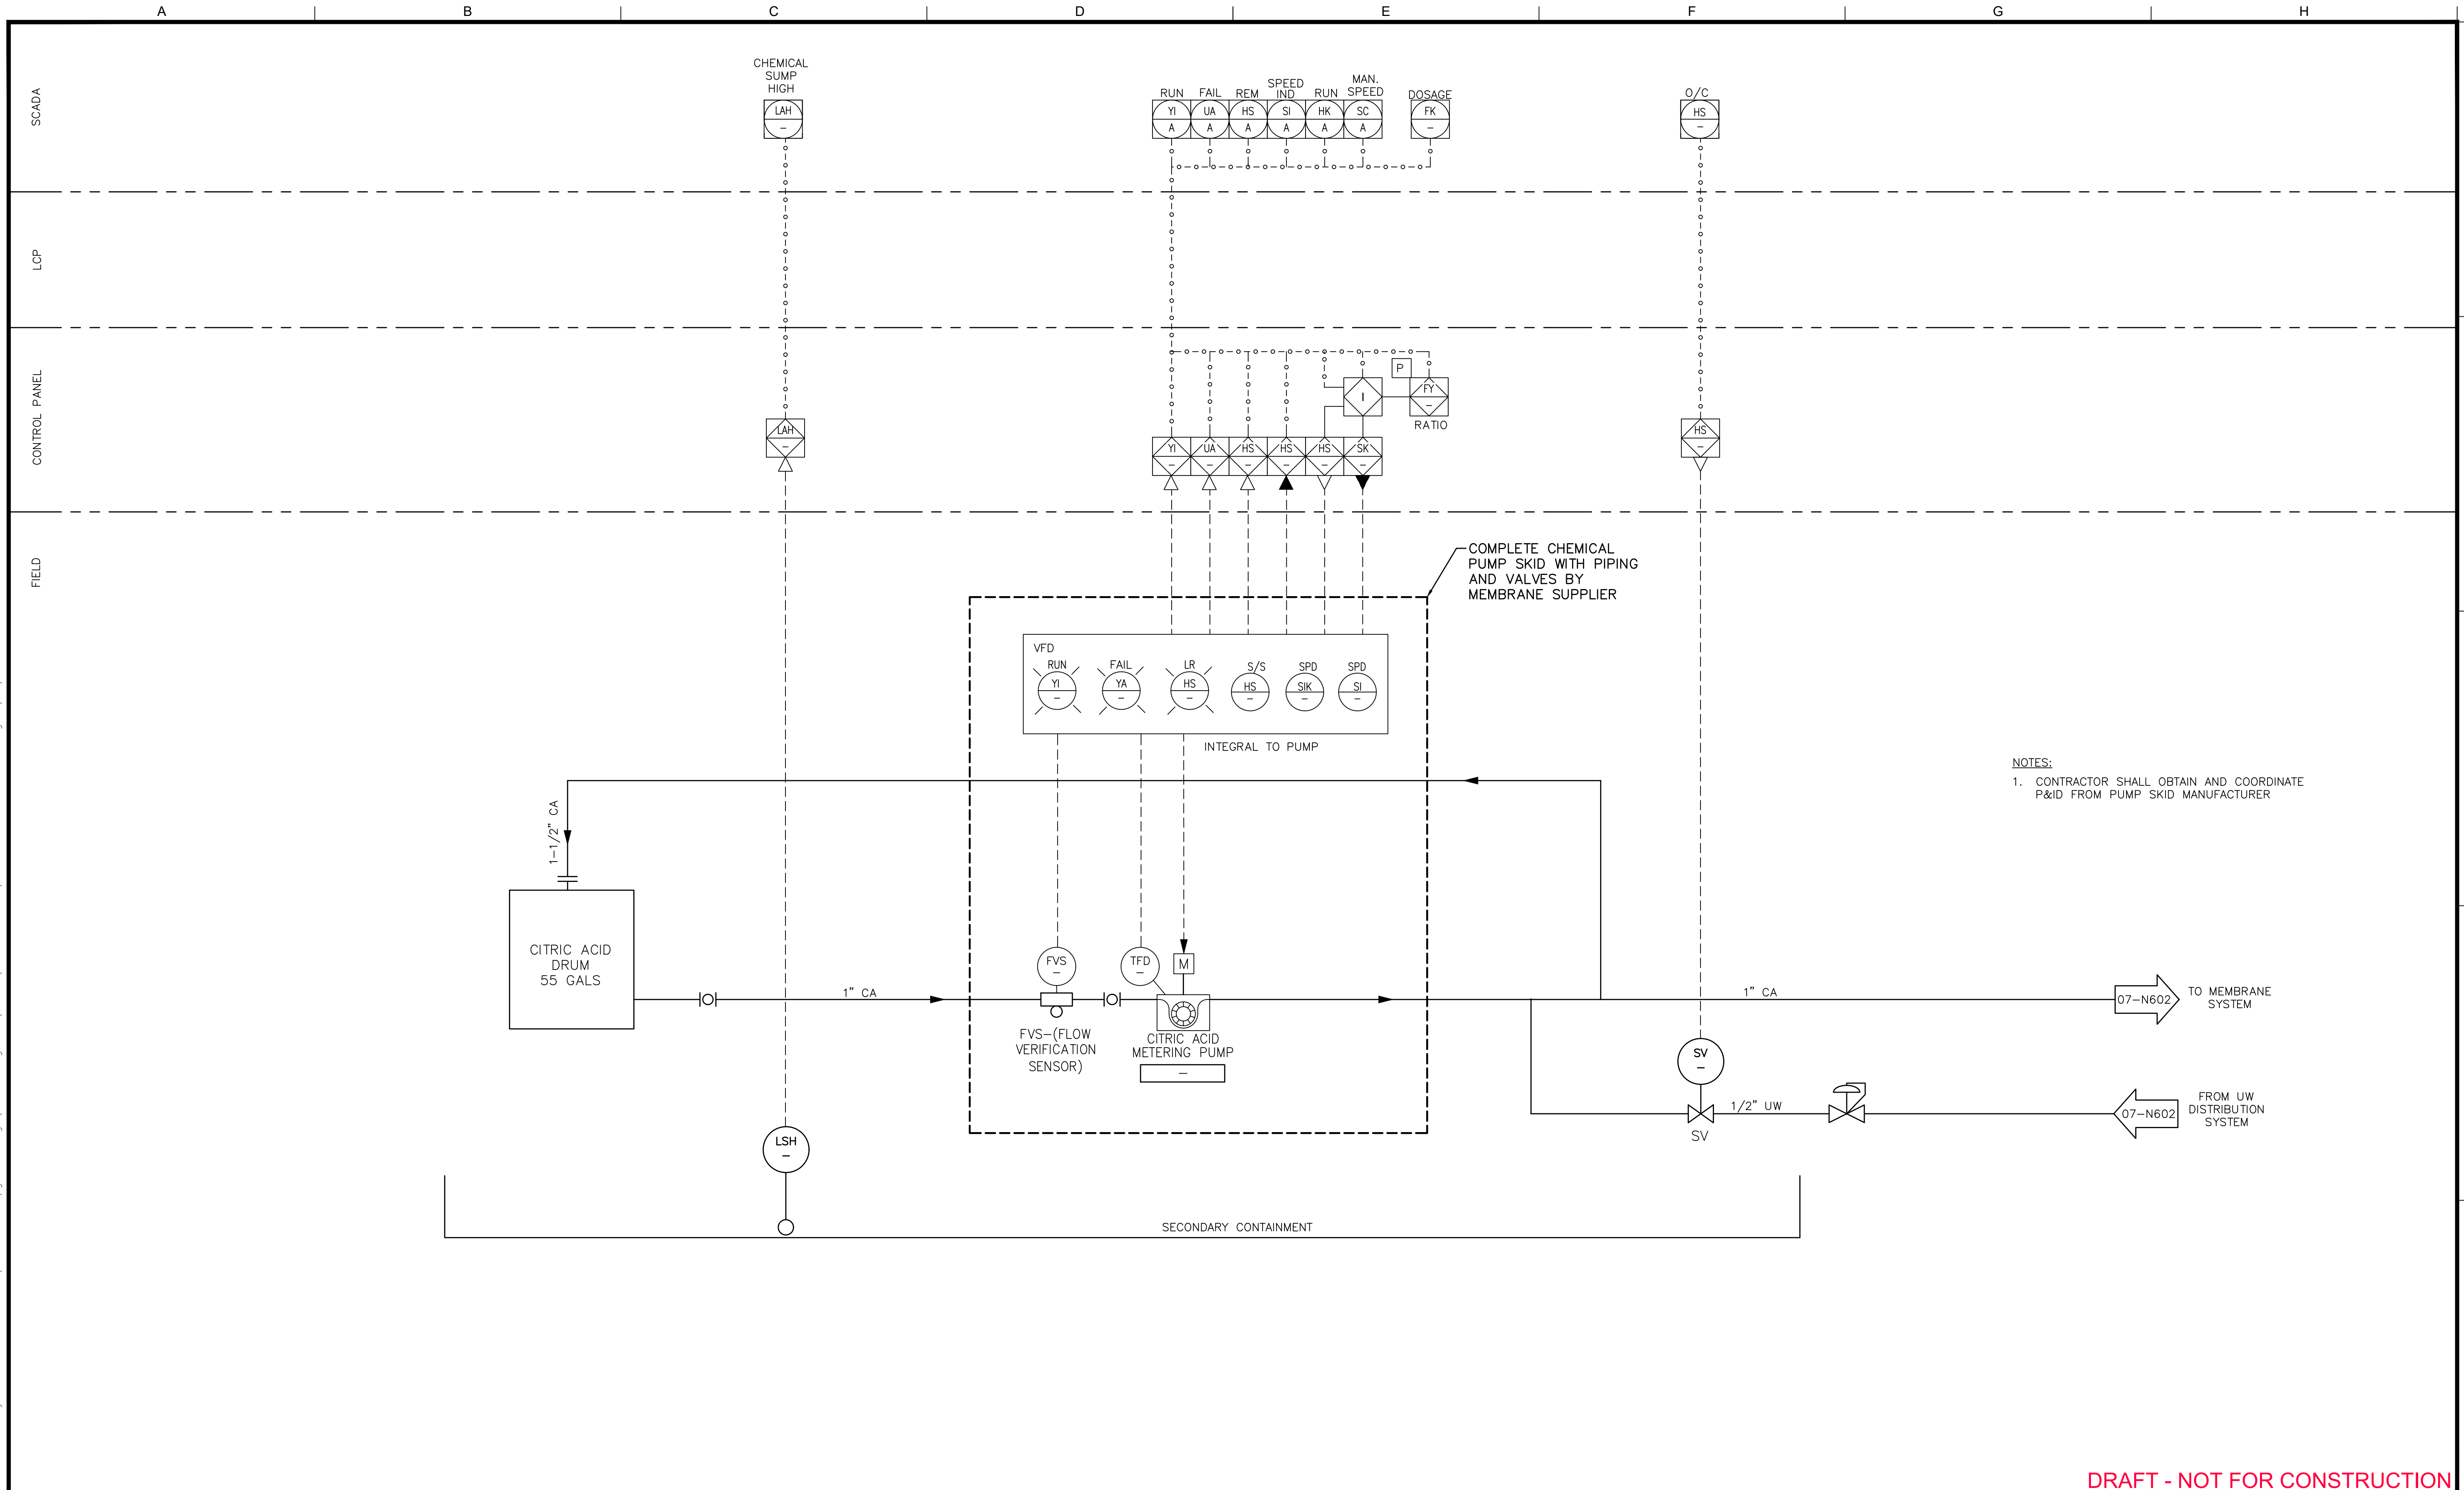 A B C D E F G H
SCADA
CHEMICAL
SUMP
HIGH
LAH
–
RUN FAIL REM SPEED IND RUN MAN. SPEED DOSAGE
YI UA HS SI HK SC FK
A A A A A A –
O/C
HS
–
LCP
CONTROL PANEL
LAH
–
P
I
FY
–
RATIO
YI UA HS HS HS SK
– – – – – –
HS
–
FIELD
COMPLETE CHEMICAL
PUMP SKID WITH PIPING
AND VALVES BY
MEMBRANE SUPPLIER
VFD
RUN FAIL LR S/S SPD SPD
YI YA HS HS SIK SI
– – – – – –
INTEGRAL TO PUMP
NOTES:
1. CONTRACTOR SHALL OBTAIN AND COORDINATE
P&ID FROM PUMP SKID MANUFACTURER
1-1/2" CA
CITRIC ACID
DRUM
55 GALS
1" CA
FVS
–
TFD
–
M
FVS-(FLOW
VERIFICATION
SENSOR)
CITRIC ACID
METERING PUMP
–
1" CA
07-N602
TO MEMBRANE
SYSTEM
SV
–
1/2" UW
SV
07-N602
FROM UW
DISTRIBUTION
SYSTEM
LSH
–
SECONDARY CONTAINMENT
DRAFT - NOT FOR CONSTRUCTION